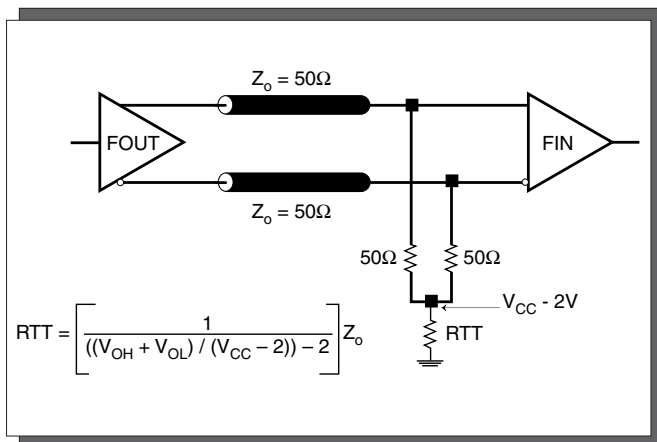 Zo = 50Ω
FOUT
FIN
Zo = 50Ω
50Ω
50Ω
VCC - 2V
RTT
RTT = [ 1 / ((VOH + VOL) / (VCC – 2)) – 2 ] Zo